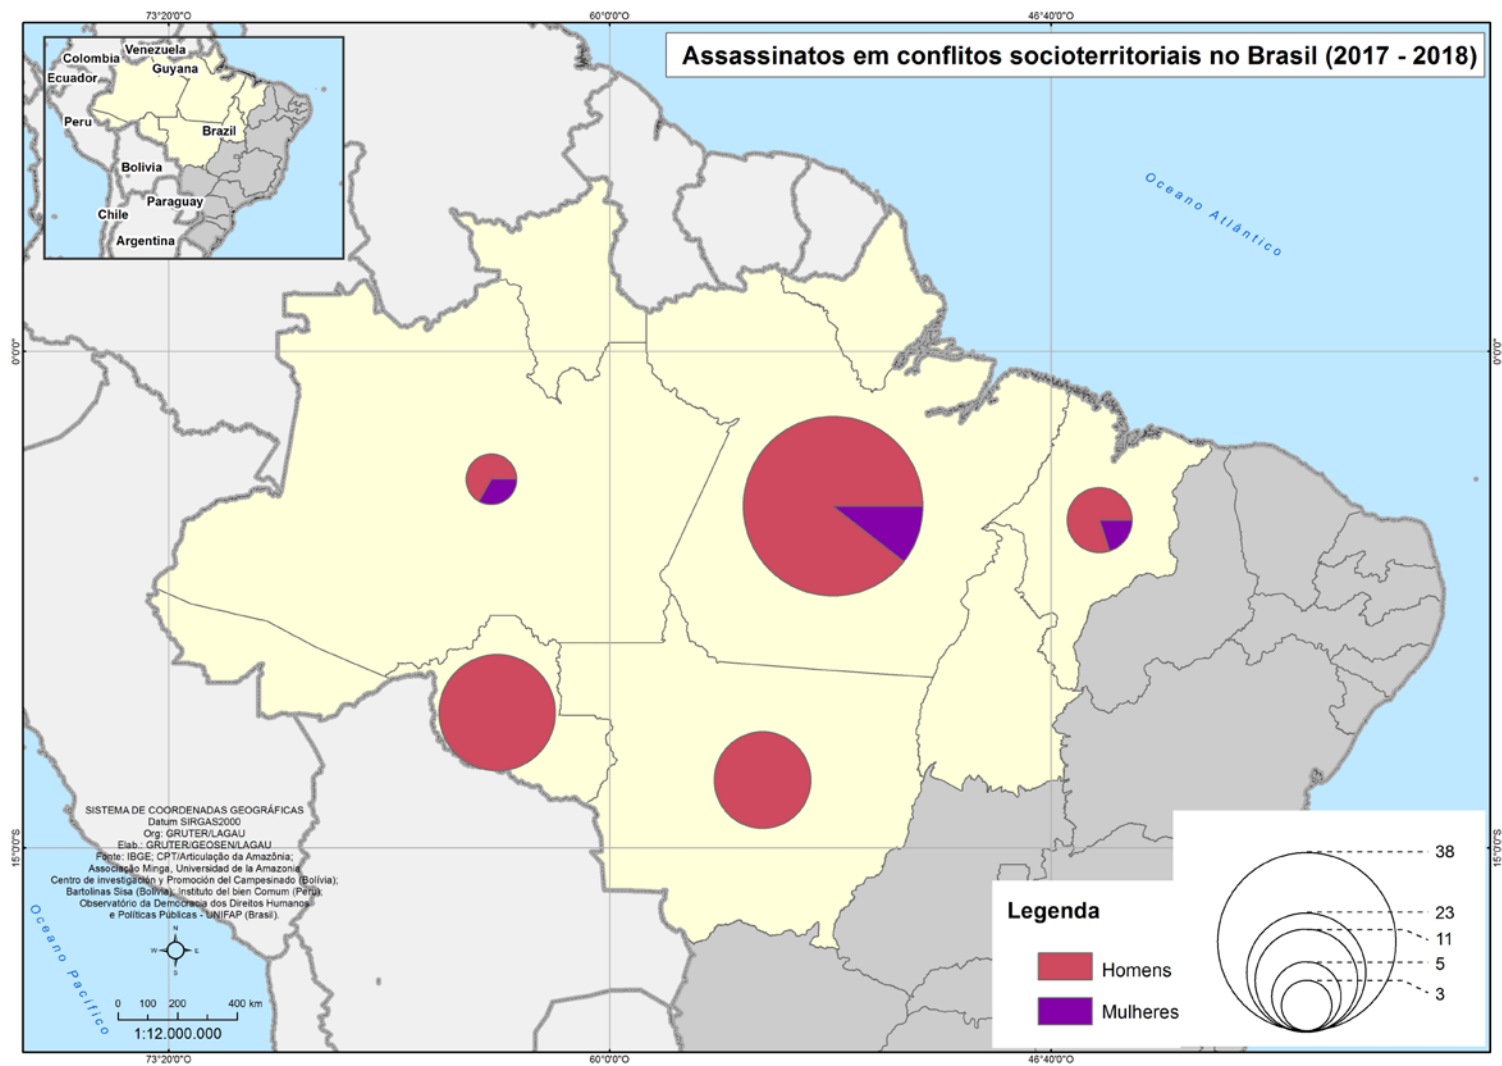 73°20'0"O
60°0'0"O
46°40'0"O
Assassinatos em conflitos socioterritoriais no Brasil (2017 - 2018)
Venezuela
Colombia
Guyana
Ecuador
Peru
Brazil
Bolivia
Paraguay
Chile
Argentina
Oceano Atlântico
0°0'0"
0°0'0"
15°0'0"S
15°0'0"S
SISTEMA DE COORDENADAS GEOGRÁFICAS
Datum SIRGAS2000
Org: GRUTER/LAGAU
Elab.: GRUTER/GEOSEN/LAGAU
Fonte: IBGE; CPT/Articulação da Amazônia;
Associação Minga, Universidad de la Amazonia
Centro de investigación y Promoción del Campesinado (Bolívia);
Bartolinas Sisa (Bolívia); Instituto del bien Comum (Peru);
Observatório da Democracia dos Direitos Humanos
e Políticas Públicas - UNIFAP (Brasil).
Oceano Pacífico
N
W
E
S
0 100 200 400 km
1:12.000.000
Legenda
Homens
Mulheres
38
23
11
5
3
73°20'0"O
60°0'0"O
46°40'0"O